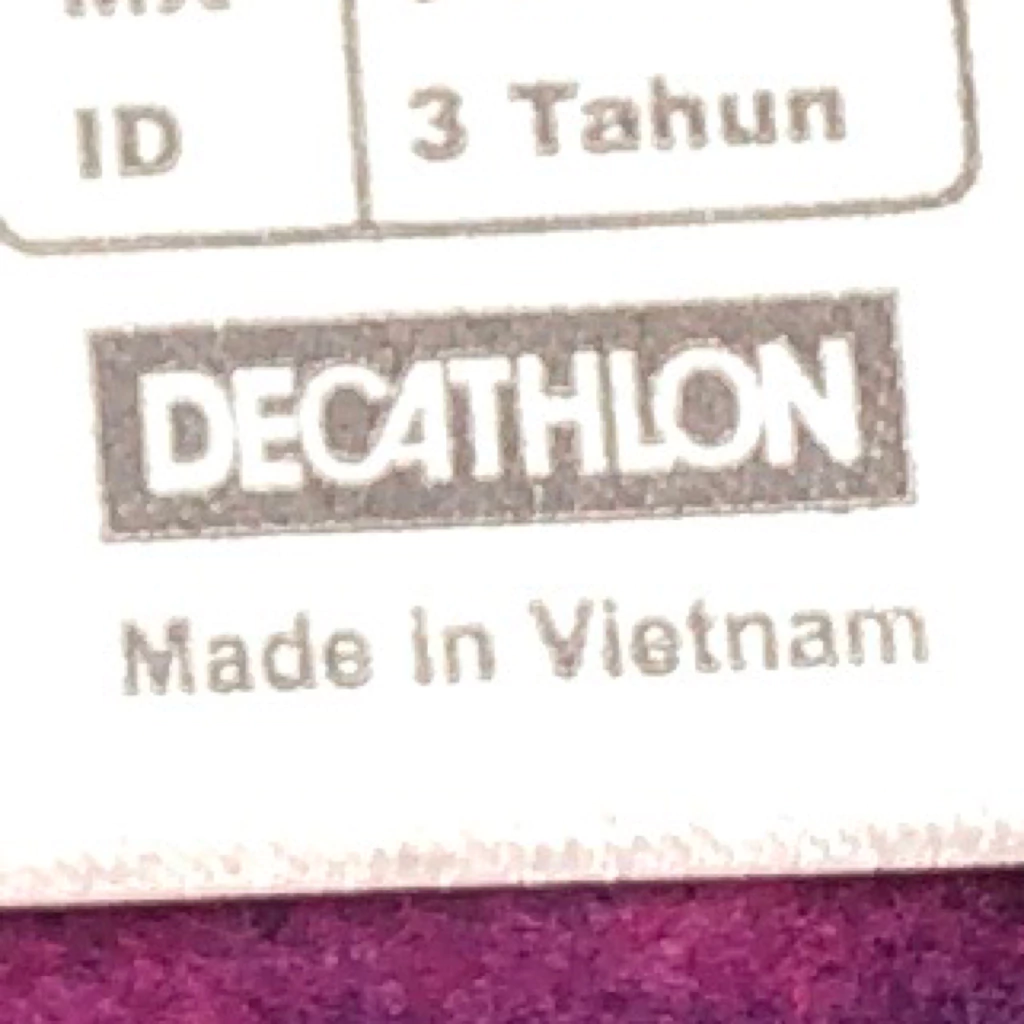 ID 3 Tahun
DECATHLON
Made in Vietnam